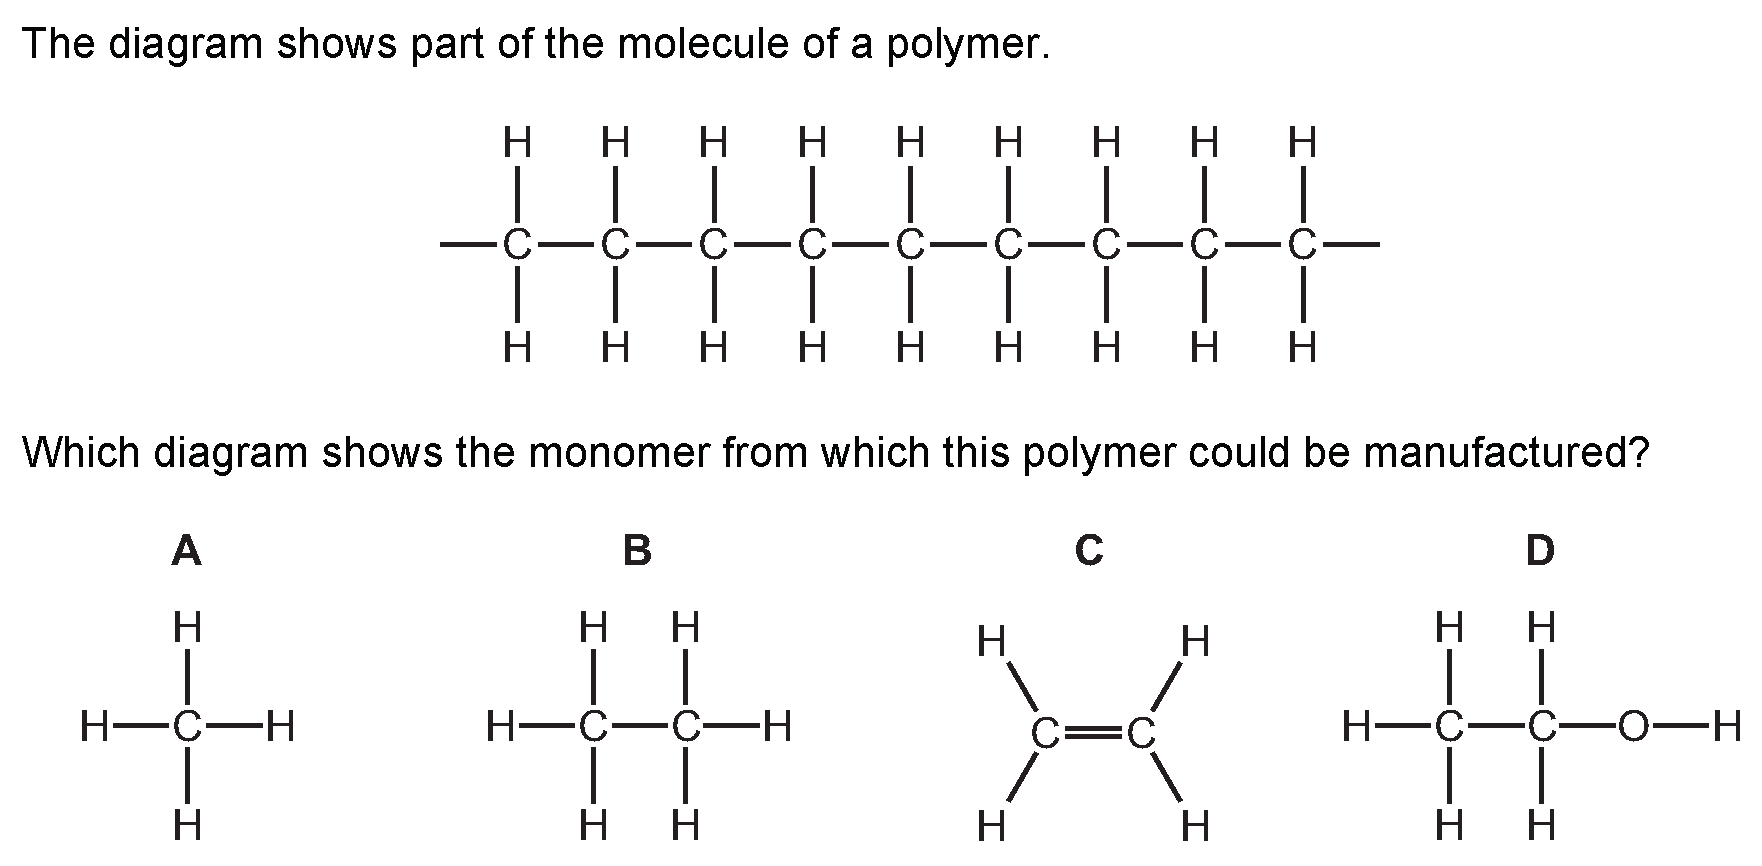 The diagram shows part of the molecule of a polymer.
H H H H H H H H H
C C C C C C C C C
H H H H H H H H H
Which diagram shows the monomer from which this polymer could be manufactured?
A B C D
H H H H H H H
H C H H C C H C C H C C O H
H H H H H H H